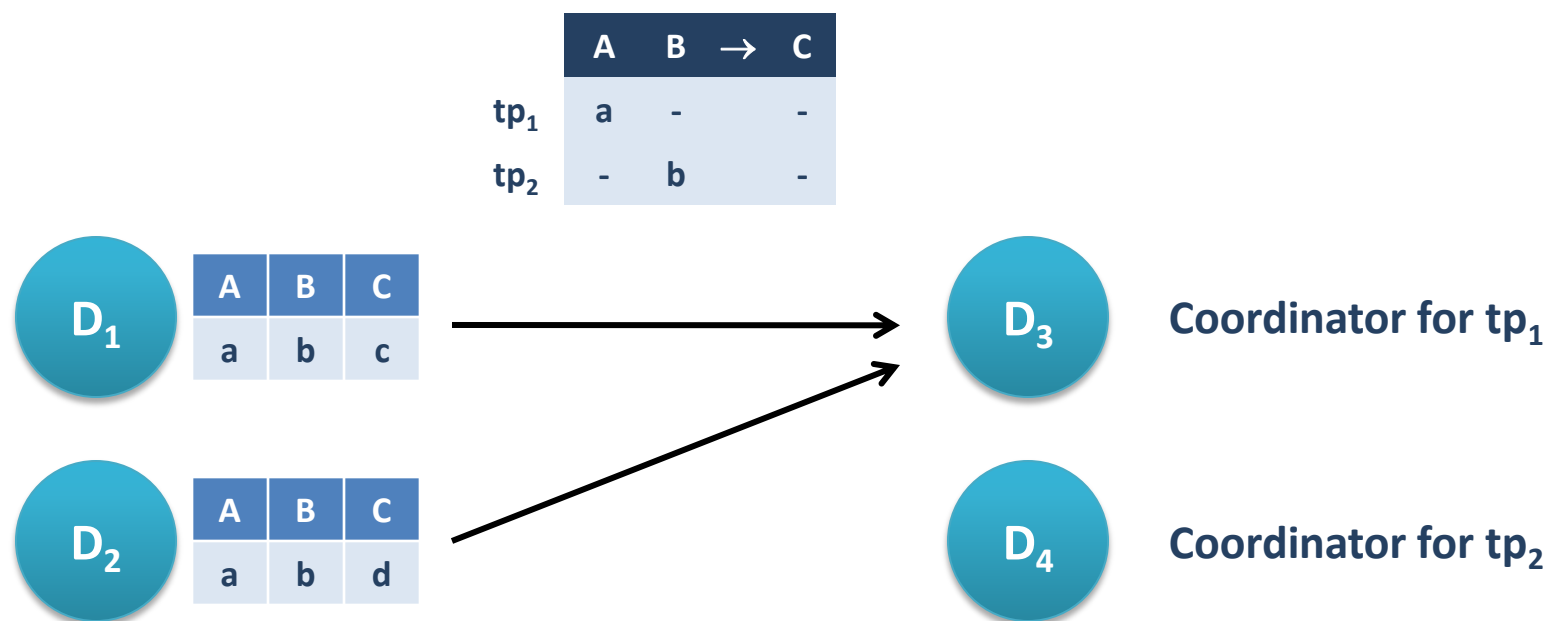 A B → C
tp₁ a - -
tp₂ - b -
D₁ A B C
a b c
D₃ Coordinator for tp₁
D₂ A B C
a b d
D₄ Coordinator for tp₂